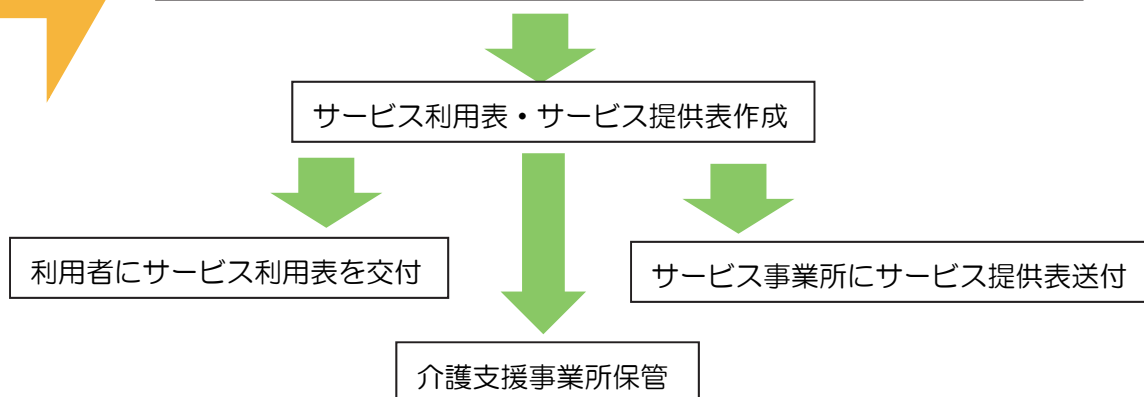 サービス利用表・サービス提供表作成
利用者にサービス利用表を交付
サービス事業所にサービス提供表送付
介護支援事業所保管